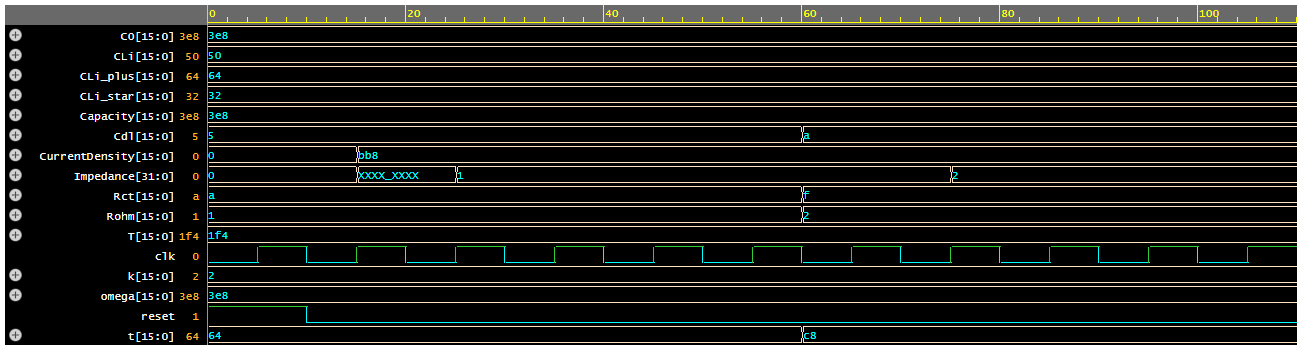 0 20 40 60 80 100
C0[15:0] 3e8 3e8
CLi[15:0] 50 50
CLi_plus[15:0] 64 64
CLi_star[15:0] 32 32
Capacity[15:0] 3e8 3e8
Cdl[15:0] 5 5 a
CurrentDensity[15:0] 0 0 bb8
Impedance[31:0] 0 0 XXXX_XXXX 1 2
Rct[15:0] a a f
Rohm[15:0] 1 1 2
T[15:0] 1f4 1f4
clk 0
k[15:0] 2 2
omega[15:0] 3e8 3e8
reset 1
t[15:0] 64 64 c8